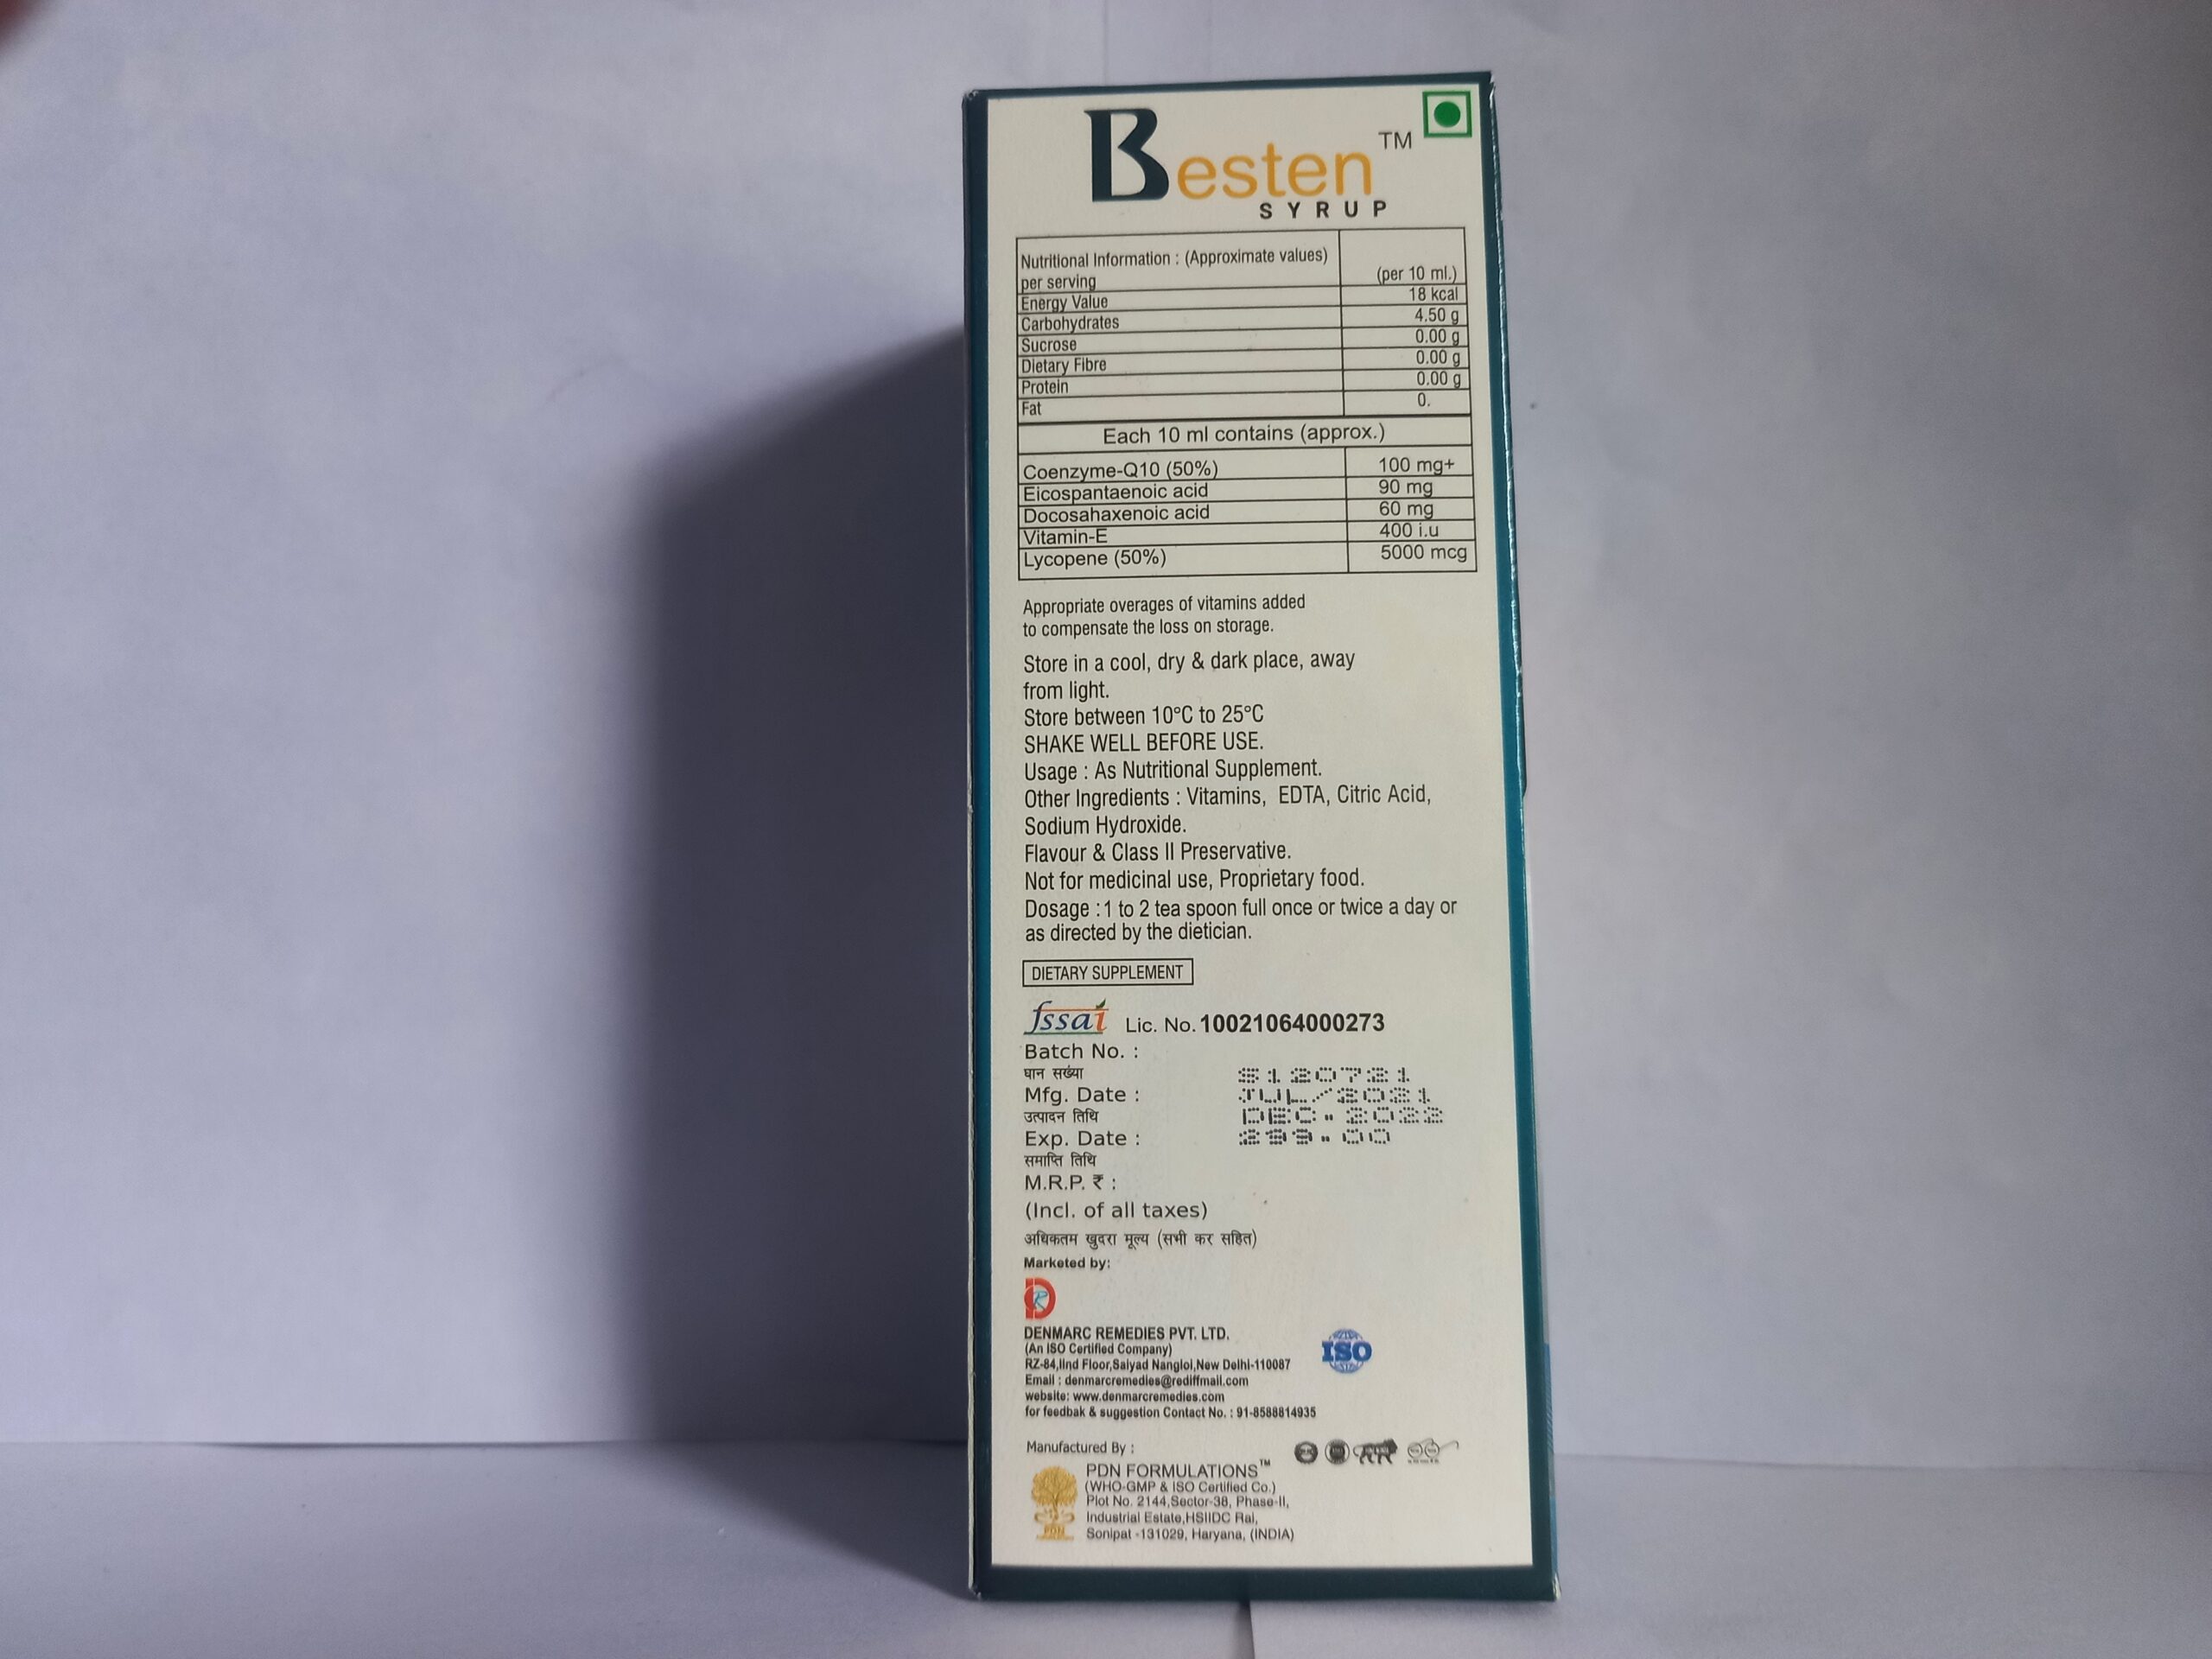 Besten TM
SYRUP
Nutritional Information : (Approximate values)
per serving (per 10 ml.)
Energy Value 18 kcal
Carbohydrates 4.50 g
Sucrose 0.00 g
Dietary Fibre 0.00 g
Protein 0.00 g
Fat 0.
Each 10 ml contains (approx.)
Coenzyme-Q10 (50%) 100 mg+
Eicospantaenoic acid 90 mg
Docosahaxenoic acid 60 mg
Vitamin-E 400 i.u
Lycopene (50%) 5000 mcg
Appropriate overages of vitamins added
to compensate the loss on storage.
Store in a cool, dry & dark place, away
from light.
Store between 10°C to 25°C
SHAKE WELL BEFORE USE.
Usage : As Nutritional Supplement.
Other Ingredients : Vitamins, EDTA, Citric Acid,
Sodium Hydroxide.
Flavour & Class II Preservative.
Not for medicinal use, Proprietary food.
Dosage : 1 to 2 tea spoon full once or twice a day or
as directed by the dietician.
DIETARY SUPPLEMENT
fssai Lic. No. 10021064000273
Batch No. :
घान सख्या S120721
Mfg. Date : JUL/2021
उत्पादन तिथि DEC.2022
Exp. Date : 299.00
समाप्ति तिथि
M.R.P. ₹ :
(Incl. of all taxes)
अधिकतम खुदरा मूल्य (सभी कर सहित)
Marketed by:
DR
DENMARC REMEDIES PVT. LTD.
(An ISO Certified Company)
ISO
RZ-84,IInd Floor,Saiyad Nangloi,New Delhi-110087
Email : denmarcremedies@rediffmail.com
website: www.denmarcremedies.com
for feedbak & suggestion Contact No. : 91-8588814935
Manufactured By :
PDN FORMULATIONS TM
(WHO-GMP & ISO Certified Co.)
Plot No. 2144,Sector-38, Phase-II,
Industrial Estate,HSIIDC Rai,
PDN
Sonipat -131029, Haryana, (INDIA)